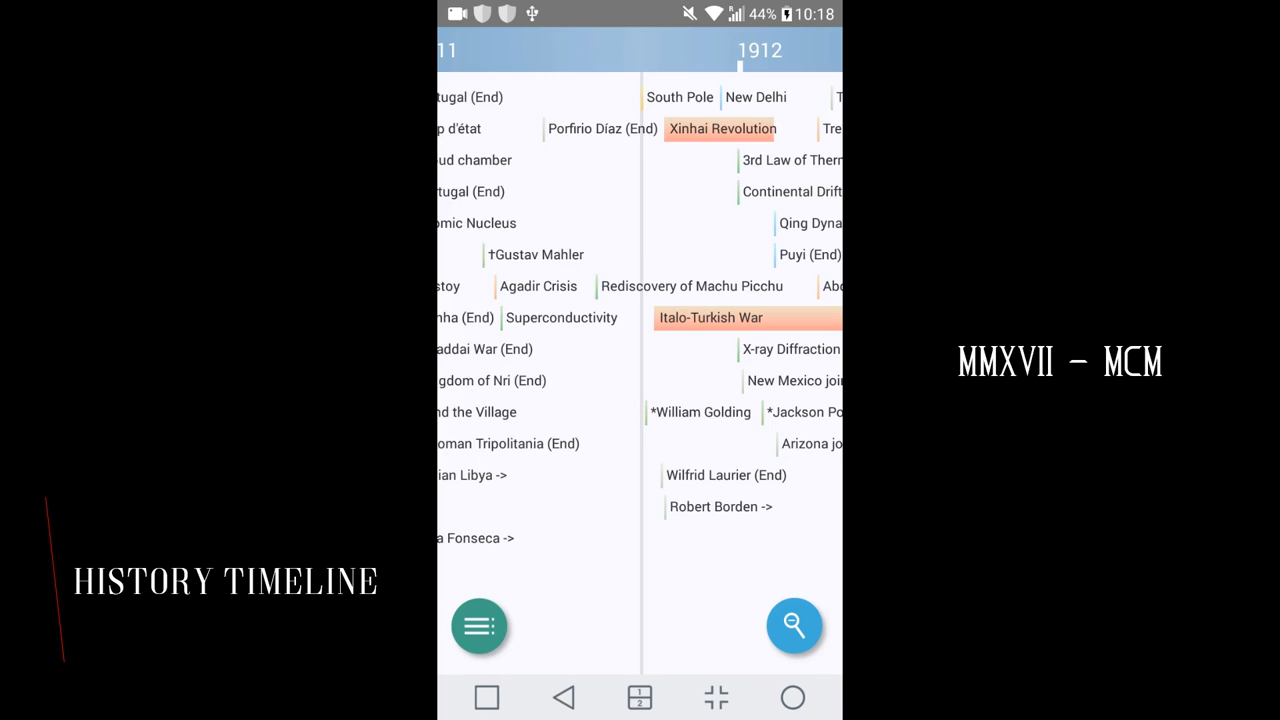 44% 10:18
11 1912
tugal (End) South Pole New Delhi T
p d'état Porfirio Díaz (End) Xinhai Revolution Tre
ud chamber 3rd Law of Therm
tugal (End) Continental Drift
omic Nucleus Qing Dyna
†Gustav Mahler Puyi (End)
stoy Agadir Crisis Rediscovery of Machu Picchu Abo
nha (End) Superconductivity Italo-Turkish War
addai War (End) X-ray Diffraction
gdom of Nri (End) New Mexico joi
nd the Village *William Golding *Jackson Po
oman Tripolitania (End) Arizona jo
ian Libya -> Wilfrid Laurier (End)
Robert Borden ->
a Fonseca ->
HISTORY TIMELINE
MMXVII – MCM